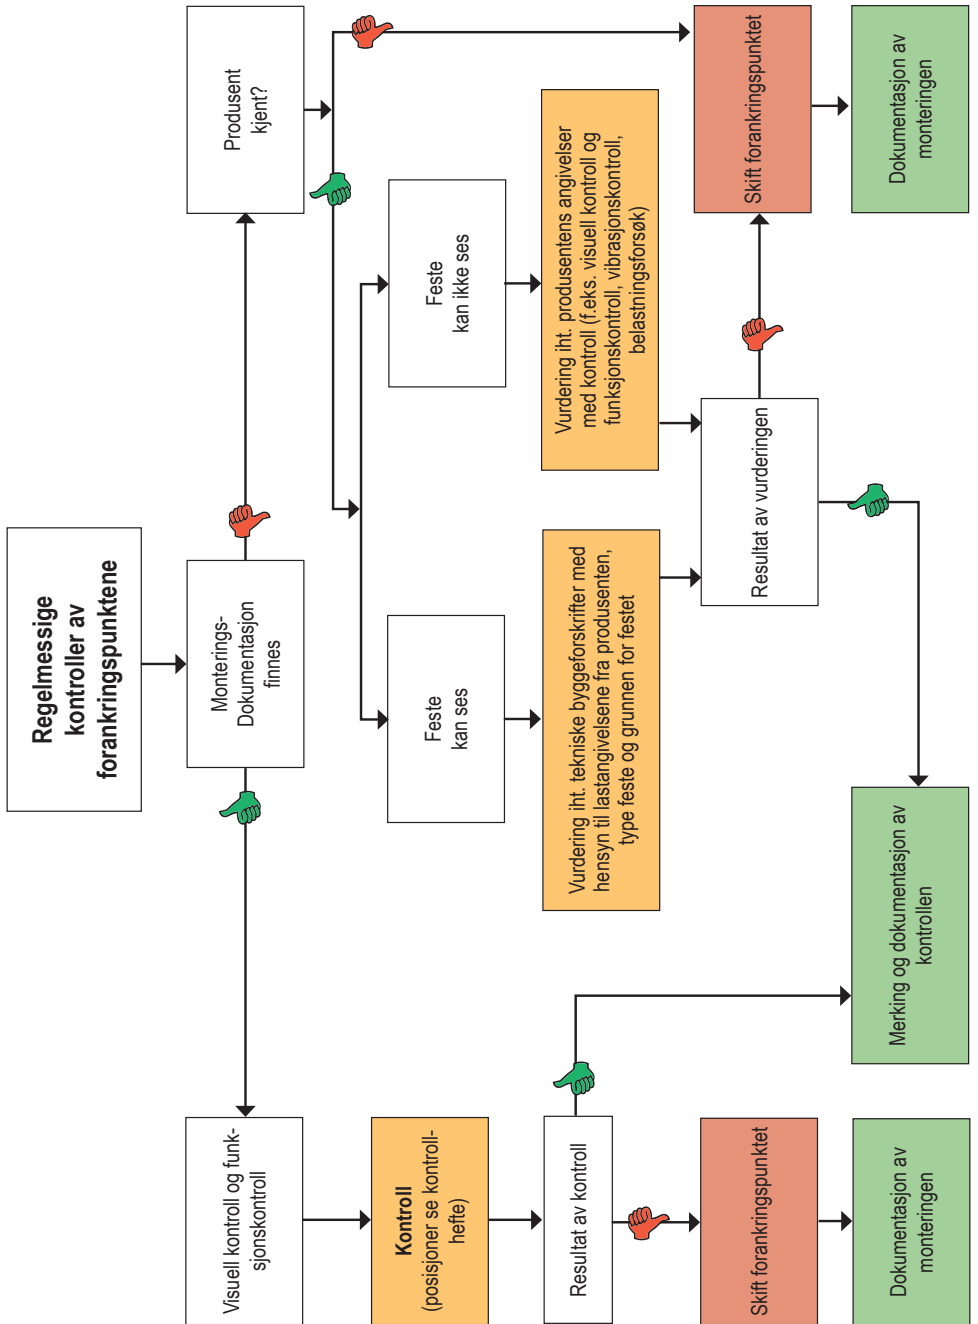 Regelmessige
kontroller av
forankringspunktene
Monterings-
Dokumentasjon
finnes
Visuell kontroll og funk-
sjonskontroll
Kontroll
(posisjoner se kontroll-
hefte)
Resultat av kontroll
Skift forankringspunktet
Dokumentasjon av
monteringen
Merking og dokumentasjon av
kontrollen
Produsent
kjent?
Feste
kan ses
Feste
kan ikke ses
Vurdering iht. tekniske byggeforskrifter med
hensyn til lastangivelsene fra produsenten,
type feste og grunnen for festet
Vurdering iht. produsentens angivelser
med kontroll (f.eks. visuell kontroll og
funksjonskontroll, vibrasjonskontroll,
belastningsforsøk)
Resultat av vurderingen
Skift forankringspunktet
Dokumentasjon av
monteringen